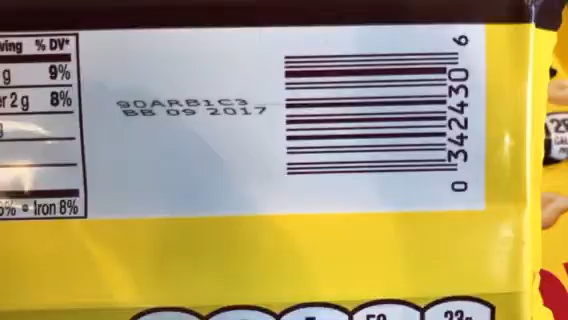 ving % DV*
g 9%
er 2 g 8%
g
% • Iron 8%
90ARB1C3
BB 09 2017
0 342430 6